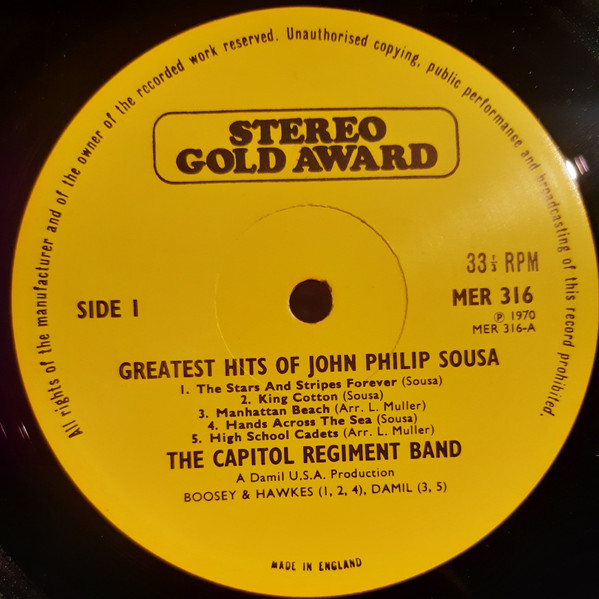 All rights of the manufacturer and of the owner of the recorded work reserved. Unauthorised copying, public performance and broadcasting of this record prohibited.
STEREO
GOLD AWARD
33⅓ RPM
SIDE 1
MER 316
Ⓟ 1970
MER 316-A
GREATEST HITS OF JOHN PHILIP SOUSA
1. The Stars And Stripes Forever (Sousa)
2. King Cotton (Sousa)
3. Manhattan Beach (Arr. L. Muller)
4. Hands Across The Sea (Sousa)
5. High School Cadets (Arr. L. Muller)
THE CAPITOL REGIMENT BAND
A Damil U.S.A. Production
BOOSEY & HAWKES (1, 2, 4), DAMIL (3, 5)
MADE IN ENGLAND